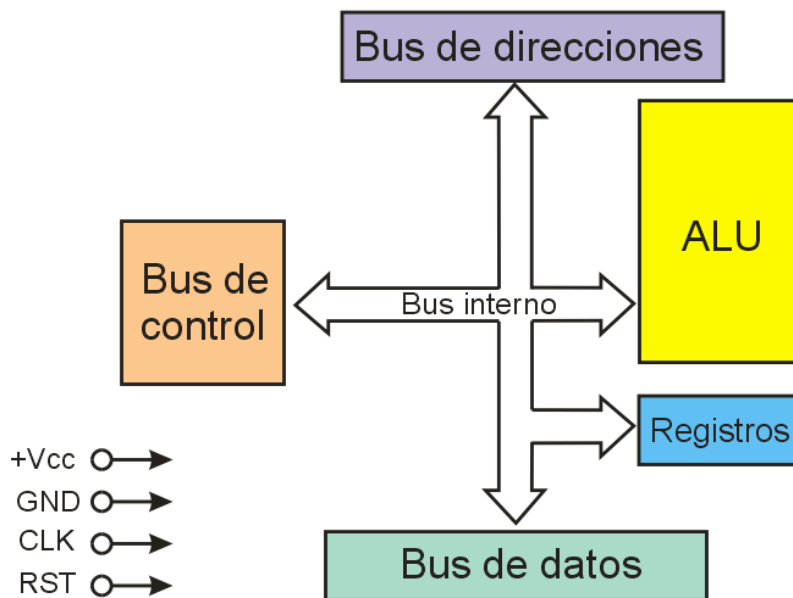 Bus de direcciones
ALU
Bus de
control
Bus interno
Registros
+Vcc
GND
CLK
RST
Bus de datos